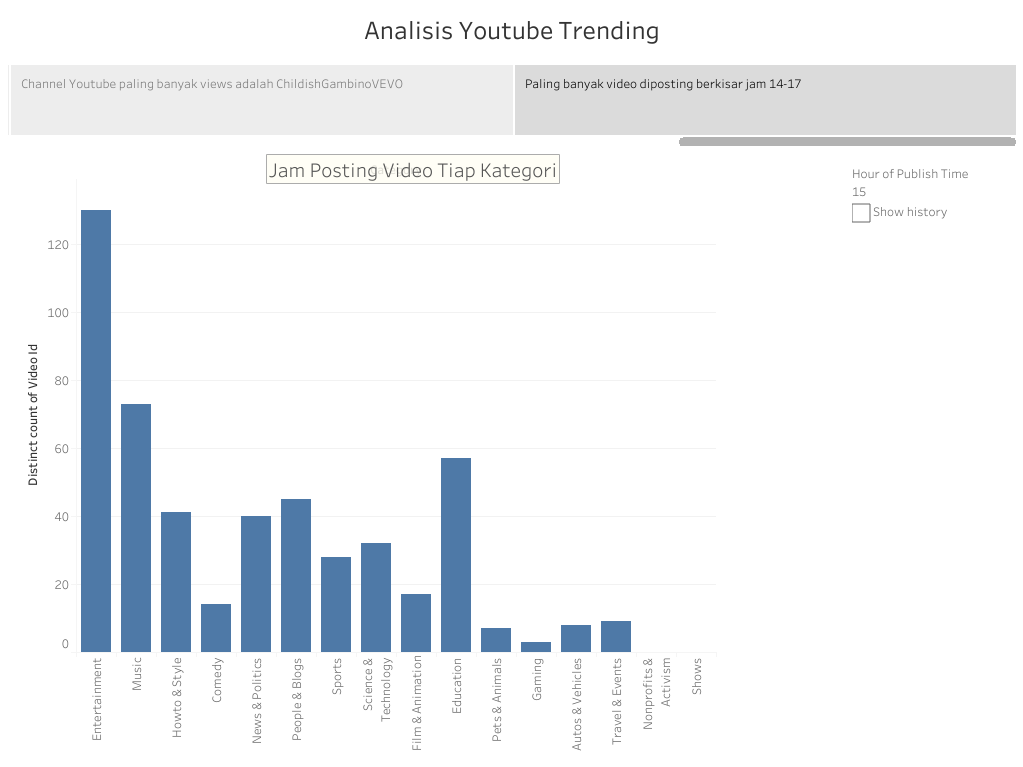 Analisis Youtube Trending
Channel Youtube paling banyak views adalah ChildishGambinoVEVO
Paling banyak video diposting berkisar jam 14-17
Jam Posting Video Tiap Kategori
Hour of Publish Time
15
Show history
Distinct count of Video Id
120
100
80
60
40
20
0
Entertainment
Music
Howto & Style
Comedy
News & Politics
People & Blogs
Sports
Science &
Technology
Film & Animation
Education
Pets & Animals
Gaming
Autos & Vehicles
Travel & Events
Nonprofits &
Activism
Shows